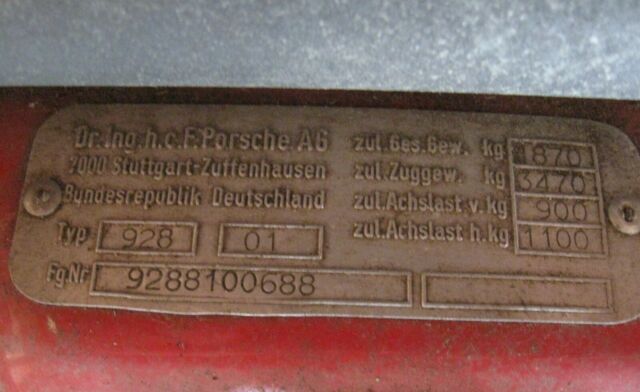 Dr.Ing.h.c.F.Porsche AG
7000 Stuttgart-Zuffenhausen
Bundesrepublik Deutschland
Typ 928 01
Fg.Nr 9288100688
zul.Ges.Gew. kg 1870
zul.Zuggew. kg 3470
zul.Achslast v.kg 900
zul.Achslast h.kg 1100